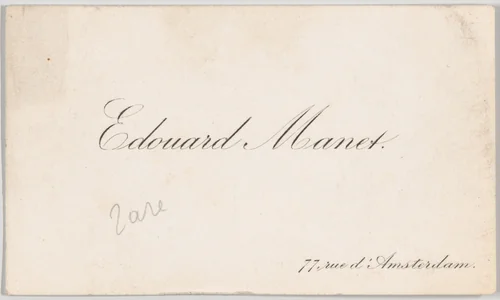 Edouard Manet.
rare
77, rue d'Amsterdam.